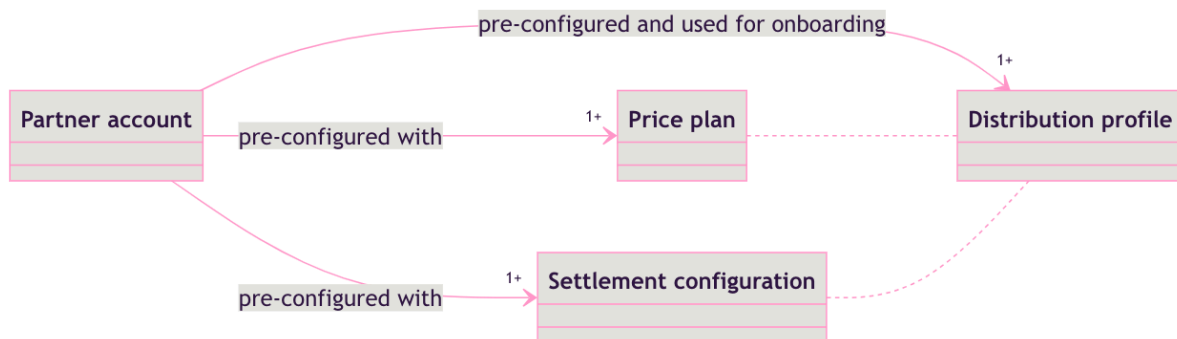 pre-configured and used for onboarding
1+
Partner account
pre-configured with
1+
Price plan
Distribution profile
pre-configured with
1+
Settlement configuration